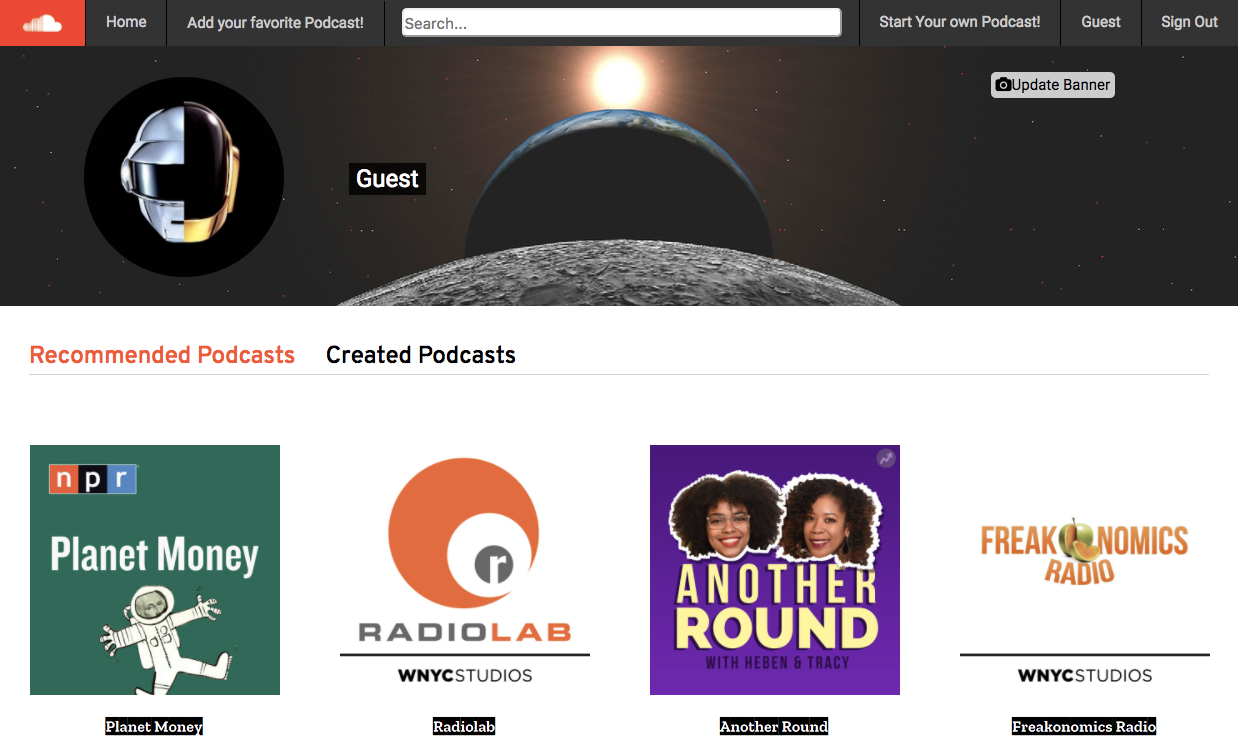 Home
Add your favorite Podcast!
Search...
Start Your own Podcast!
Guest
Sign Out
Update Banner
Guest
Recommended Podcasts
Created Podcasts
npr
Planet Money
Planet Money
r
RADIOLAB
WNYCSTUDIOS
Radiolab
ANOTHER
ROUND
WITH HEBEN & TRACY
Another Round
FREAKONOMICS
RADIO
WNYCSTUDIOS
Freakonomics Radio